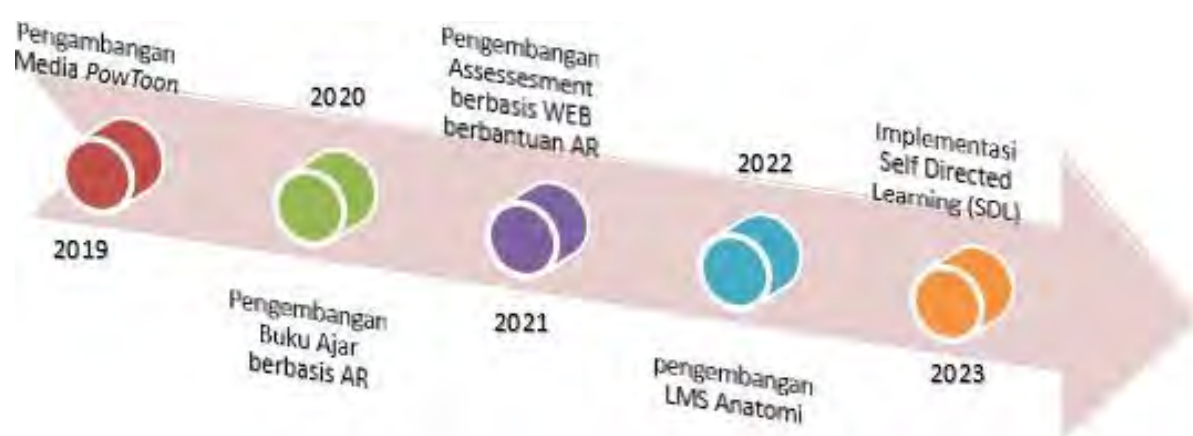 Pengambangan
Media PowToon
2019
2020
Pengembangan
Buku Ajar
berbasis AR
Pengembangan
Assessesment
berbasis WEB
berbantuan AR
2021
2022
pengembangan
LMS Anatomi
Implementasi
Self Directed
Learning (SDL)
2023